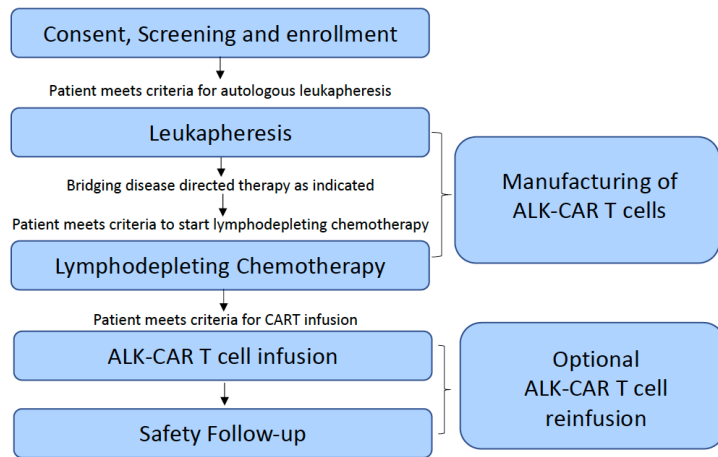 Consent, Screening and enrollment
Patient meets criteria for autologous leukapheresis
Leukapheresis
Bridging disease directed therapy as indicated
Patient meets criteria to start lymphodepleting chemotherapy
Lymphodepleting Chemotherapy
Patient meets criteria for CART infusion
ALK-CAR T cell infusion
Safety Follow-up
Manufacturing of
ALK-CAR T cells
Optional
ALK-CAR T cell
reinfusion